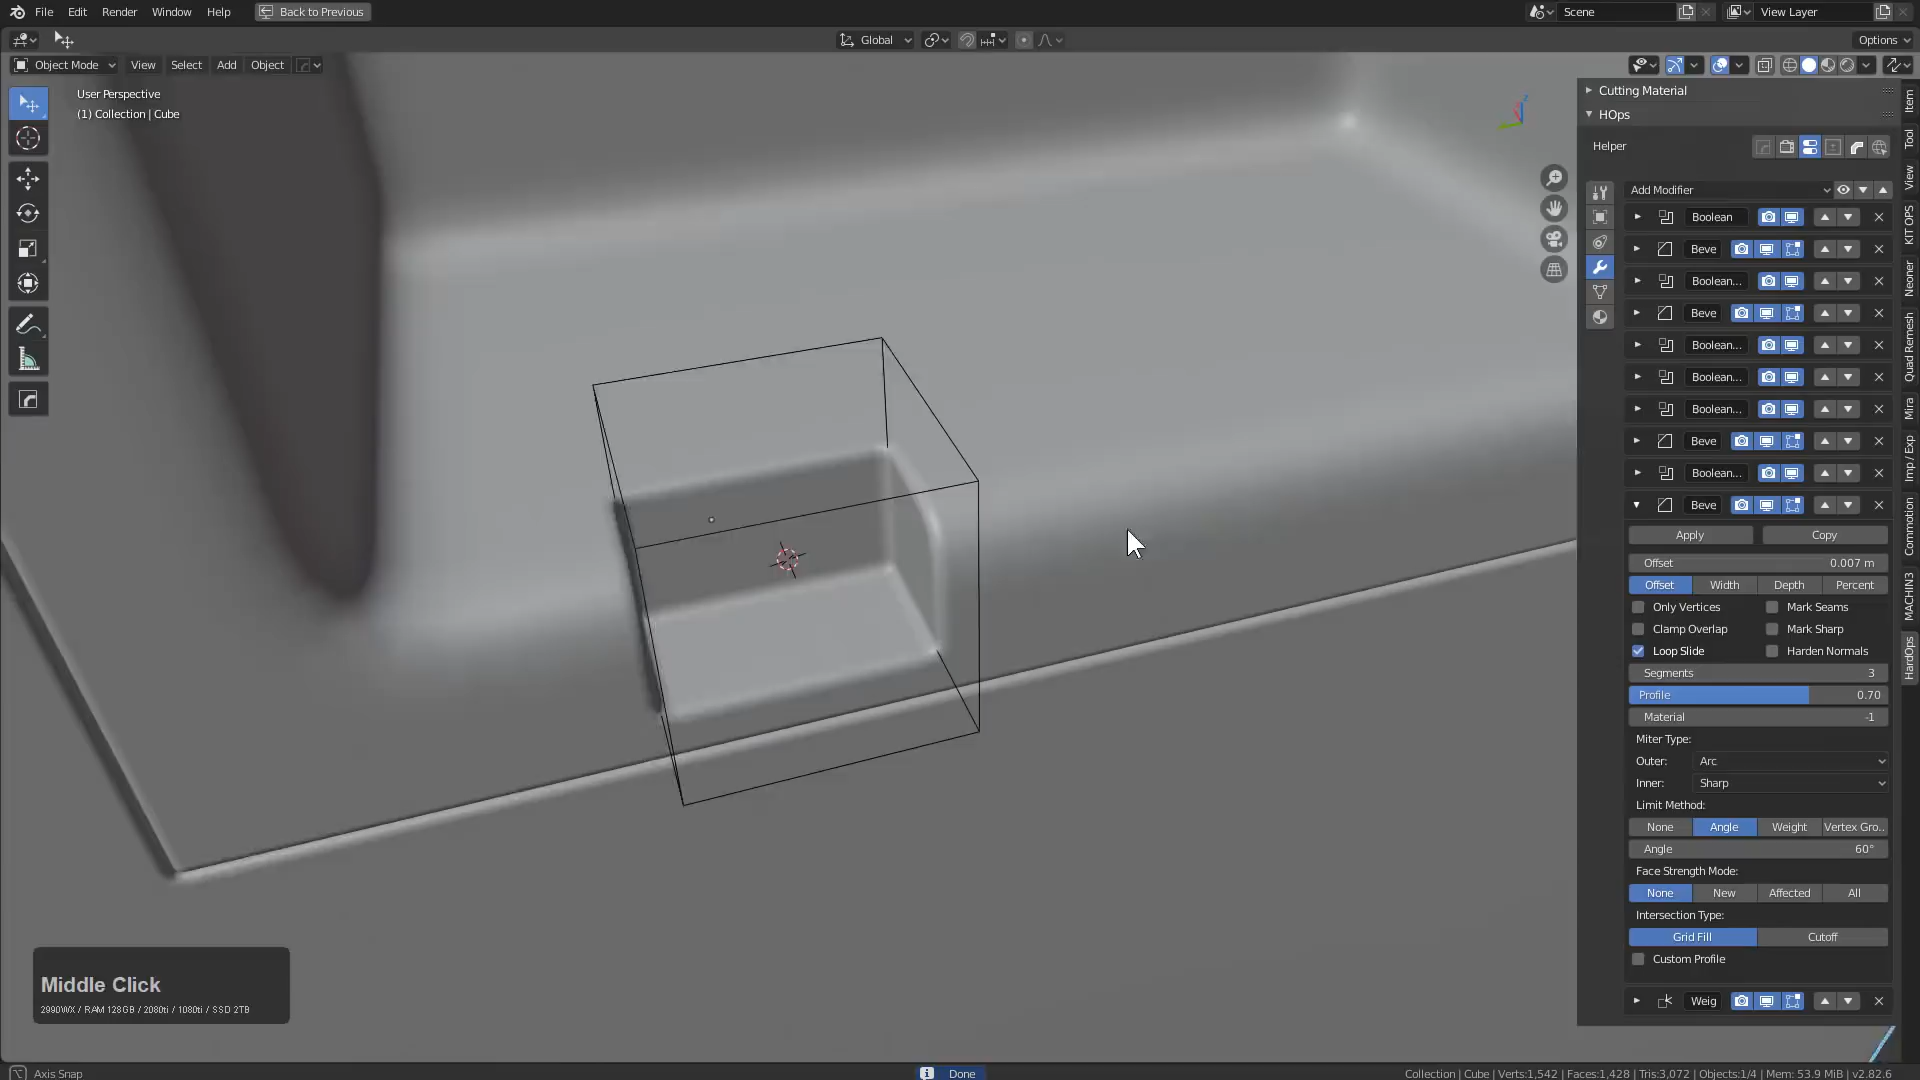 File Edit Render Window Help Back to Previous Scene View Layer
Global Options
Object Mode View Select Add Object
User Perspective
(1) Collection | Cube
Z
Cutting Material
HOps
Helper
Add Modifier
Boolean
Beve
Boolean...
Beve
Boolean...
Boolean...
Boolean...
Beve
Boolean...
Beve
Apply Copy
Offset 0.007 m
Offset Width Depth Percent
Only Vertices Mark Seams
Clamp Overlap Mark Sharp
Loop Slide Harden Normals
Segments 3
Profile 0.70
Material -1
Miter Type:
Outer: Arc
Inner: Sharp
Limit Method:
None Angle Weight Vertex Gro..
Angle 60°
Face Strength Mode:
None New Affected All
Intersection Type:
Grid Fill Cutoff
Custom Profile
Weig
Item
Tool
View
KIT OPS
Neoner
Quad Remesh
Mira
Imp / Exp
Commotion
MACHIN3
HardOps
Middle Click
2990WX / RAM 128GB / 2080ti / 1080ti / SSD 2TB
Axis Snap Done Collection | Cube | Verts:1,542 | Faces:1,428 | Tris:3,072 | Objects:1/4 | Mem: 53.9 MiB | v2.82.6